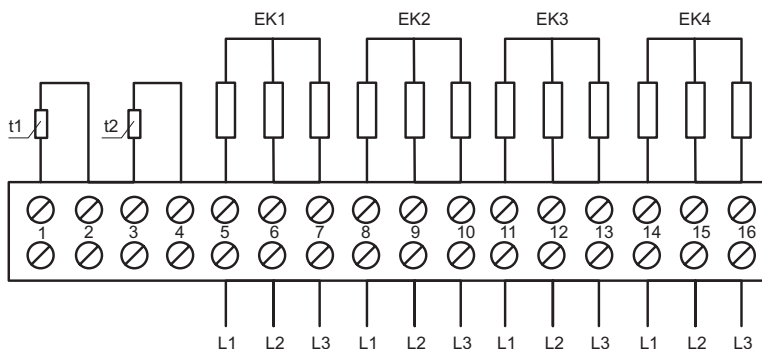 EK1 EK2 EK3 EK4
t1 t2
1 2 3 4 5 6 7 8 9 10 11 12 13 14 15 16
L1 L2 L3 L1 L2 L3 L1 L2 L3 L1 L2 L3